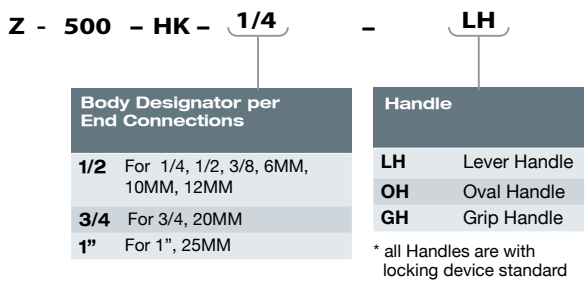 Z - 500 – HK – 1/4 – LH
Body Designator per
End Connections
1/2 For 1/4, 1/2, 3/8, 6MM,
10MM, 12MM
3/4 For 3/4, 20MM
1” For 1”, 25MM
Handle
LH Lever Handle
OH Oval Handle
GH Grip Handle
* all Handles are with
locking device standard